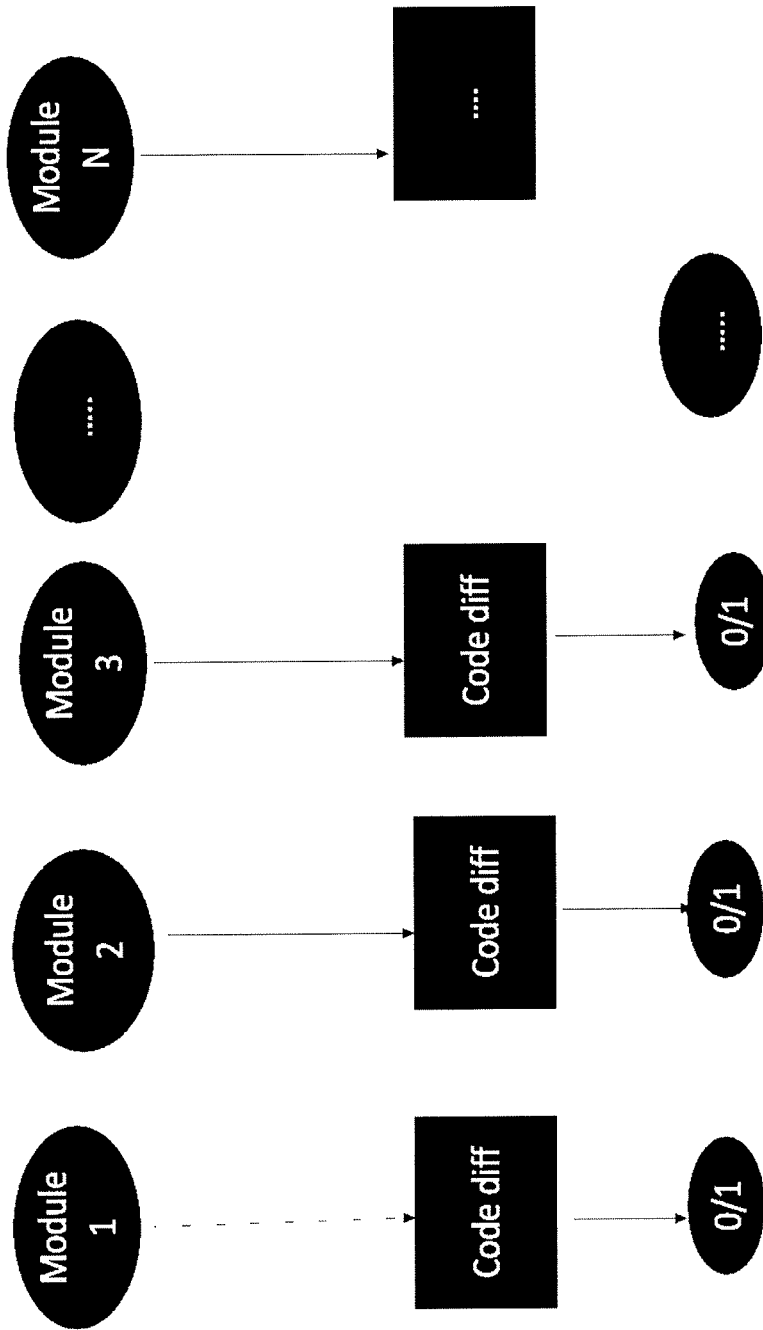 Module
1
Module
2
Module
3
.....
Module
N
Code diff
Code diff
Code diff
....
0/1
0/1
0/1
.....